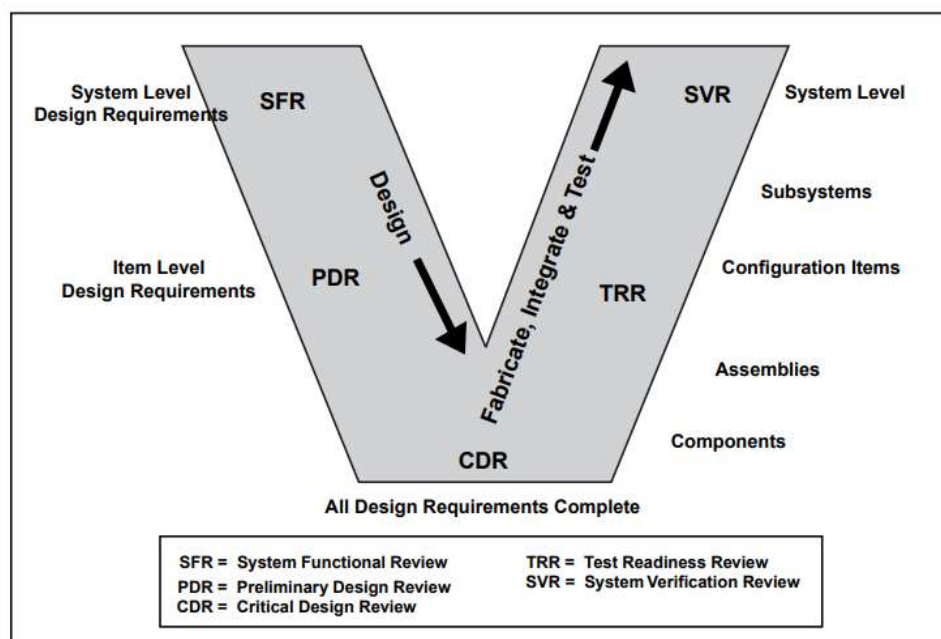 System Level
Design Requirements
SFR
SVR
System Level
Design
Fabricate, Integrate & Test
Subsystems
Item Level
Design Requirements
PDR
TRR
Configuration Items
Assemblies
Components
CDR
All Design Requirements Complete
SFR = System Functional Review
PDR = Preliminary Design Review
CDR = Critical Design Review
TRR = Test Readiness Review
SVR = System Verification Review